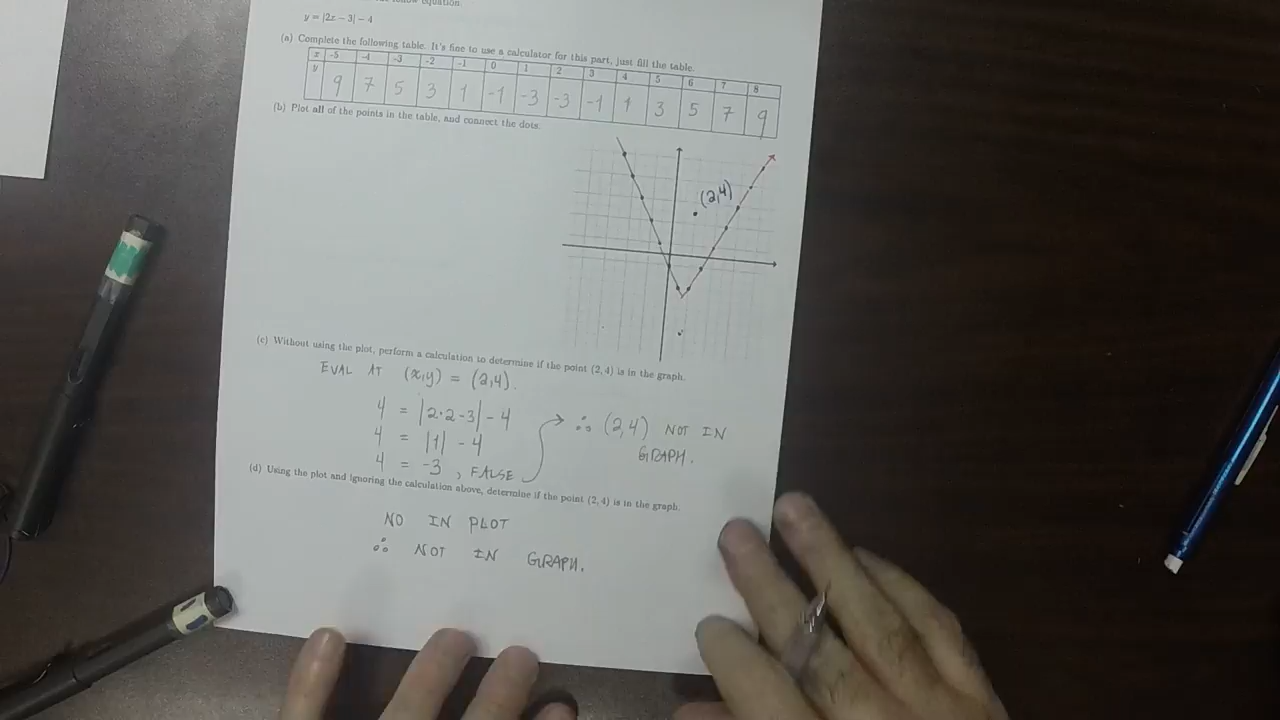 equation.
y = |2x − 3| − 4
(a) Complete the following table. It's fine to use a calculator for this part, just fill the table.
x -5 -4 -3 -2 -1 0 1 2 3 4 5 6 7 8
y 9 7 5 3 1 -1 -3 -3 -1 1 3 5 7 9
(b) Plot all of the points in the table, and connect the dots.
(2,4)
(c) Without using the plot, perform a calculation to determine if the point (2, 4) is in the graph.
EVAL AT (x,y) = (2,4).
4 = |2·2-3| - 4
4 = |1| - 4
4 = -3 , FALSE
∴ (2,4) NOT IN
GRAPH.
(d) Using the plot and ignoring the calculation above, determine if the point (2, 4) is in the graph.
NO IN PLOT
∴ NOT IN GRAPH.